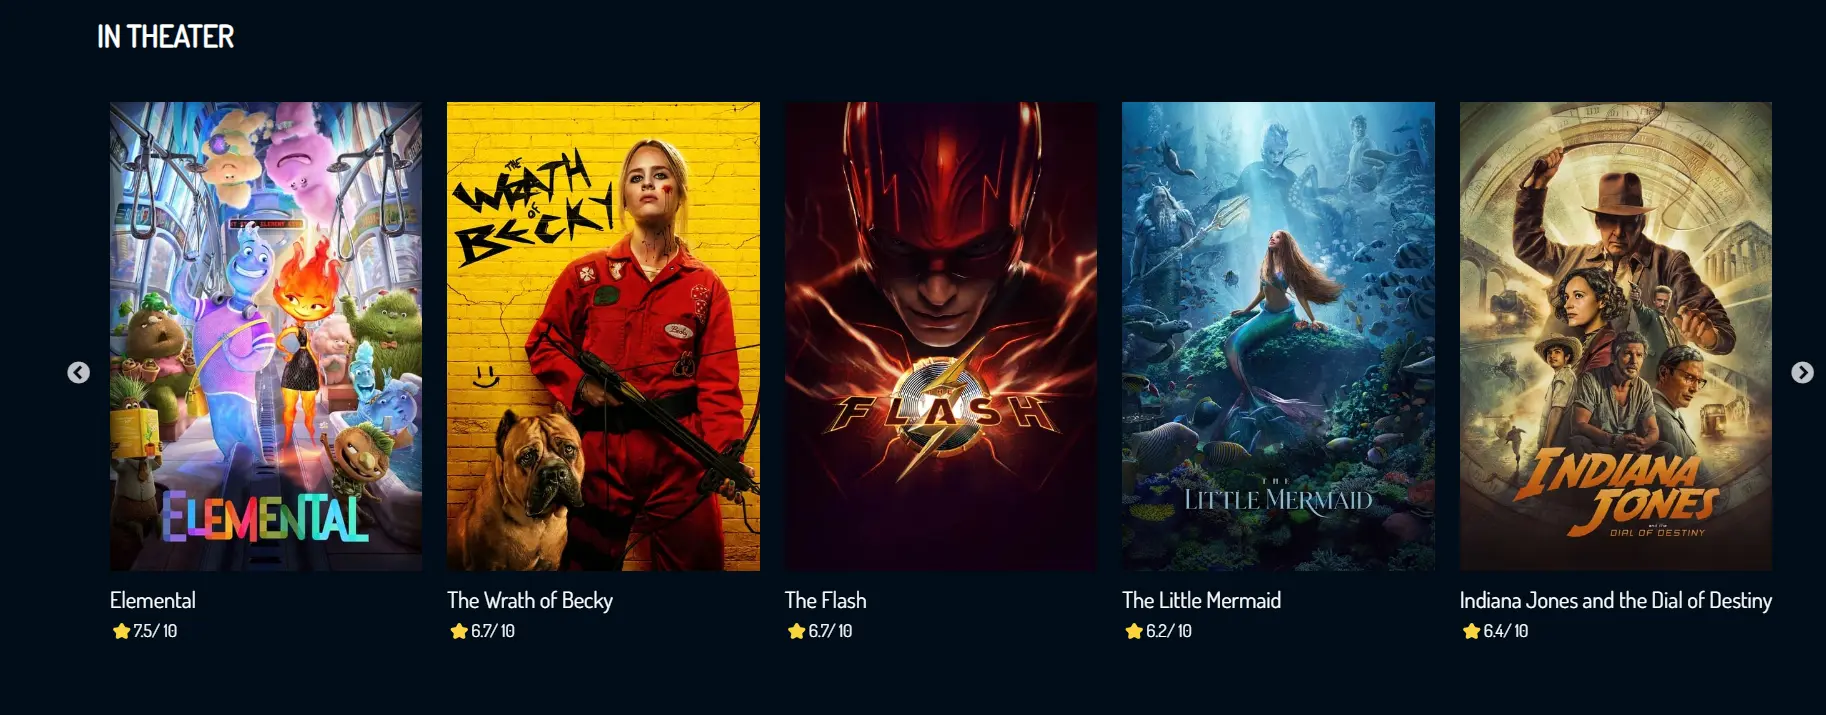 IN THEATER
ELEMENTAL
THE
WRATH
OF
BECKY
Becky
FLASH
THE
LITTLE MERMAID
INDIANA
JONES
and the
DIAL OF DESTINY
Elemental
7.5/ 10
The Wrath of Becky
6.7/ 10
The Flash
6.7/ 10
The Little Mermaid
6.2/ 10
Indiana Jones and the Dial of Destiny
6.4/ 10